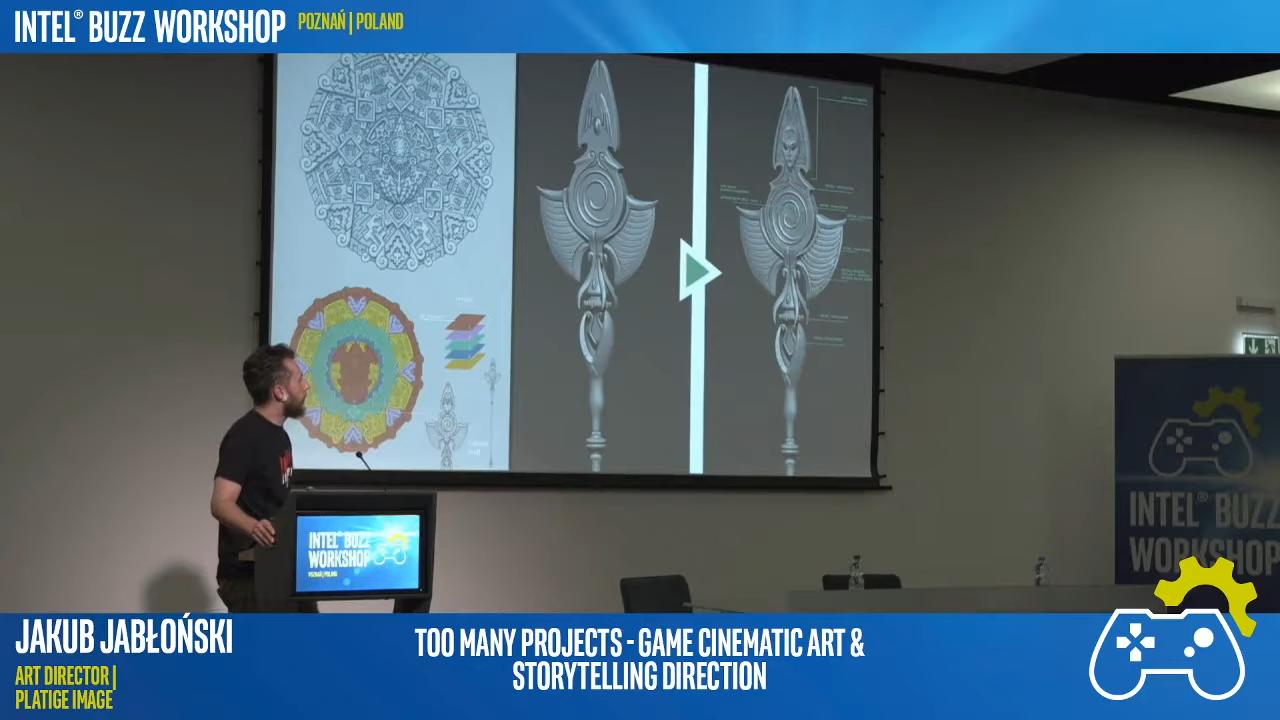 INTEL® BUZZ WORKSHOP
POZNAŃ | POLAND
INTEL® BUZZ
WORKSHOP
POZNAŃ | POLAND
INTEL® BUZZ
WORKSHOP
JAKUB JABŁOŃSKI
ART DIRECTOR |
PLATIGE IMAGE
TOO MANY PROJECTS - GAME CINEMATIC ART &
STORYTELLING DIRECTION